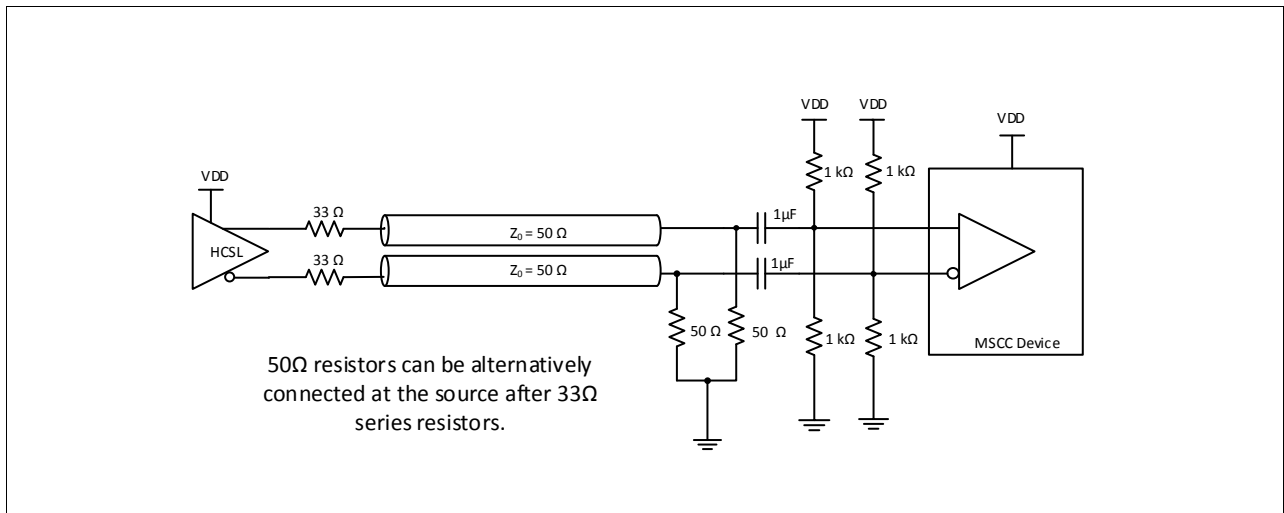 VDD
VDD
VDD
VDD
1 kΩ
1 kΩ
33 Ω
1µF
Z0 = 50 Ω
HCSL
33 Ω
1µF
Z0 = 50 Ω
50 Ω
50 Ω
1 kΩ
1 kΩ
MSCC Device
50Ω resistors can be alternatively
connected at the source after 33Ω
series resistors.